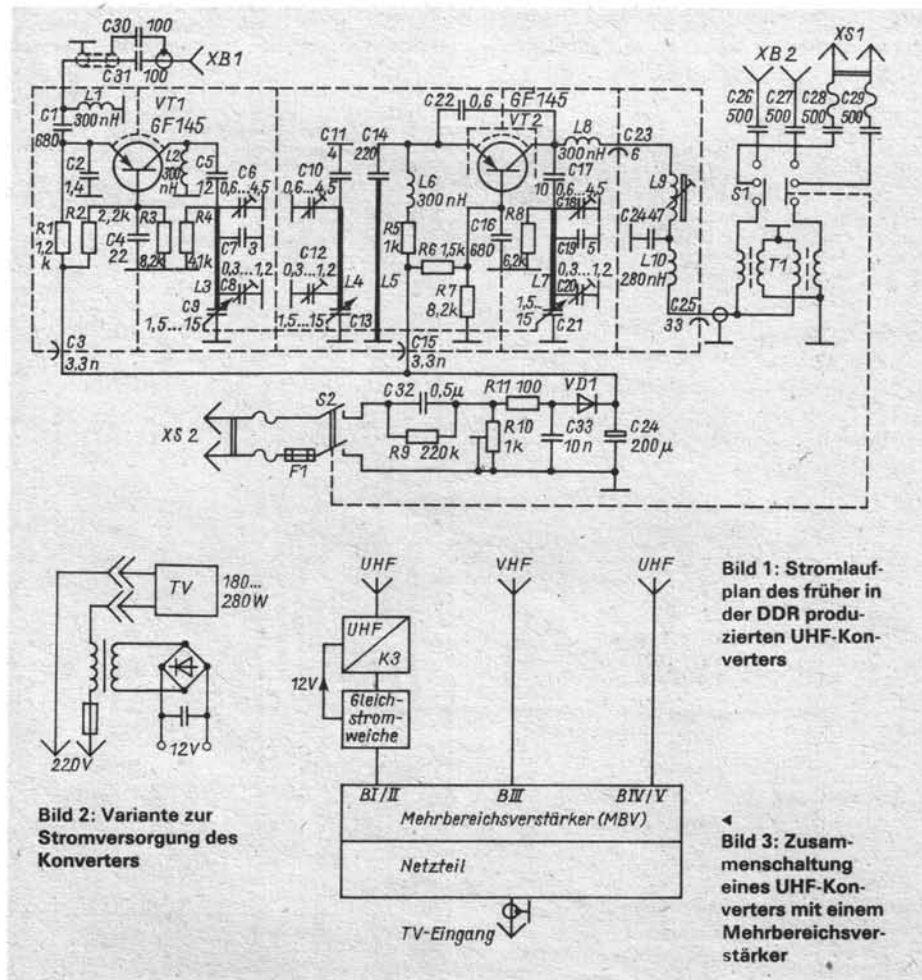 C30 100
C31 100
XB1
XB2
XS1
L1
300nH
C1
680
VT1
6F145
C2
1,4
L2
300
nH
C5
12
C6
0,6...4,5
C10
0,6...4,5
C11
4
C14
220
C22 0,6
6F145
VT2
L8
300nH
C23
6
C26
500
C27
500
C28
500
C29
500
R1
1,2
k
R2
2,2k
R3
8,2k
R4
4,1k
C4
22
C7
3
0,3...1,2
C8
L3
C9
1,5...15
C12
0,3...1,2
L4
C13
1,5...15
L5
L6
300nH
R5
1k
R6 1,5k
R7
8,2k
C16
680
R8
6,2k
C17
10
0,6...4,5
C18
C19
5
L7
0,3...1,2
C20
1,5...
15
C21
L9
C24 47
L10
280nH
C25
33
S1
T1
C3
3,3n
C15
3,3n
XS2
F1
S2
C32 0,5µ
R9 220k
R11 100
R10
1k
C33
10n
VD1
C24
200µ
TV
180...
280W
220V
12V
Bild 2: Variante zur
Stromversorgung des
Konverters
UHF
VHF
UHF
UHF
K3
12V
Gleich-
strom-
weiche
BI/II
BIII
BIV/V
Mehrbereichsverstärker (MBV)
Netzteil
TV-Eingang
Bild 1: Stromlauf-
plan des früher in
der DDR produ-
zierten UHF-Kon-
verters
Bild 3: Zusam-
menschaltung
eines UHF-Kon-
verters mit einem
Mehrbereichsver-
stärker